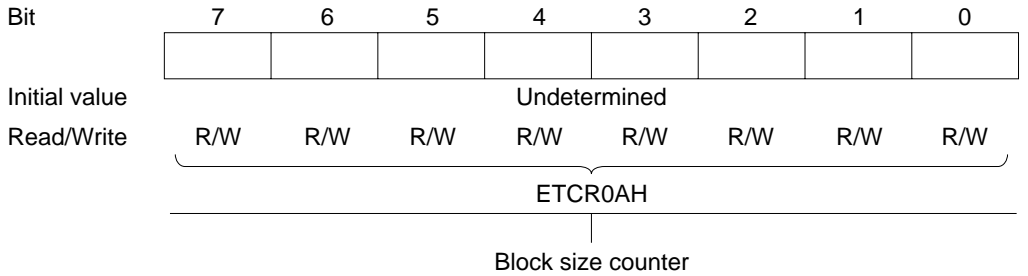 Bit 7 6 5 4 3 2 1 0
Initial value Undetermined
Read/Write R/W R/W R/W R/W R/W R/W R/W R/W
ETCR0AH
Block size counter